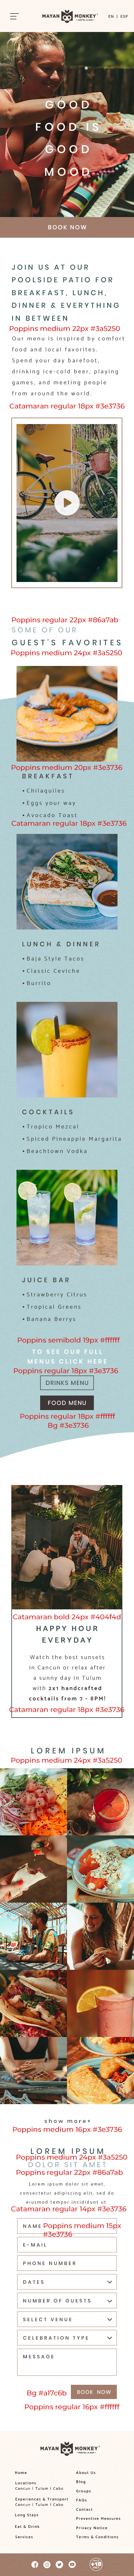 MAYAN MONKEY
EN | ESP
GOOD
FOOD IS
GOOD
MOOD
BOOK NOW
JOIN US AT OUR
POOLSIDE PATIO FOR
BREAKFAST, LUNCH,
DINNER & EVERYTHING
IN BETWEEN
Poppins medium 22px #3a5250
Our menu is inspired by comfort
food and local favorites.
Spend your day barefoot,
drinking ice-cold beer, playing
games, and meeting people
from around the world.
Catamaran regular 18px #3e3736
Poppins regular 22px #86a7ab
SOME OF OUR
GUEST'S FAVORITES
Poppins medium 24px #3a5250
Poppins medium 20px #3e3736
BREAKFAST
• Chilaquiles
• Eggs your way
• Avocado Toast
Catamaran regular 18px #3e3736
LUNCH & DINNER
• Baja Style Tacos
• Classic Ceviche
• Burrito
COCKTAILS
• Tropico Mezcal
• Spiced Pineapple Margarita
• Beachtown Vodka
JUICE BAR
• Strawberry Citrus
• Tropical Greens
• Banana Berrys
Poppins semibold 19px #ffffff
TO SEE OUR FULL
MENUS CLICK HERE
Poppins regular 18px #3e3736
DRINKS MENU
FOOD MENU
Poppins regular 18px #ffffff
Bg #3e3736
Catamaran bold 24px #404f4d
HAPPY HOUR
EVERYDAY
Watch the best sunsets
in Cancun or relax after
a sunny day in Tulum
with 2x1 handcrafted
cocktails from 7 - 8PM!
Catamaran regular 18px #3e3736
LOREM IPSUM
Poppins medium 24px #3a5250
show more+
Poppins medium 16px #3e3736
LOREM IPSUM
Poppins medium 24px #3a5250
DOLOR SIT AMET
Poppins regular 22px #86a7ab
Lorem ipsum dolor sit amet,
consectetur adipiscing elit, sed do
eiusmod tempor incididunt ut
Catamaran regular 14px #3e3736
NAME
Poppins medium 15px
#3e3736
E-MAIL
PHONE NUMBER
DATES
NUMBER OF GUESTS
SELECT VENUE
CELEBRATION TYPE
MESSAGE
Bg #a17c6b
BOOK NOW
Poppins regular 16px #ffffff
MAYAN MONKEY
Home
About Us
Locations
Cancun I Tulum I Cabo
Blog
Groups
Experiences & Transport
Cancun I Tulum I Cabo
FAQs
Contact
Long Stays
Preventive Measures
Eat & Drink
Privacy Notice
Services
Terms & Conditions
+18